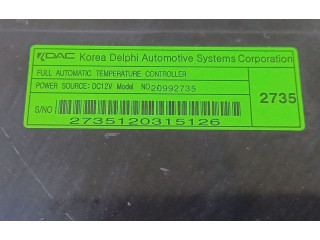 KDAC Korea Delphi Automotive Systems Corporation
FULL AUTOMATIC TEMPERATURE CONTROLLER
POWER SOURCE: DC12V Model NO 20992735
2735
S/NO
2735120315126